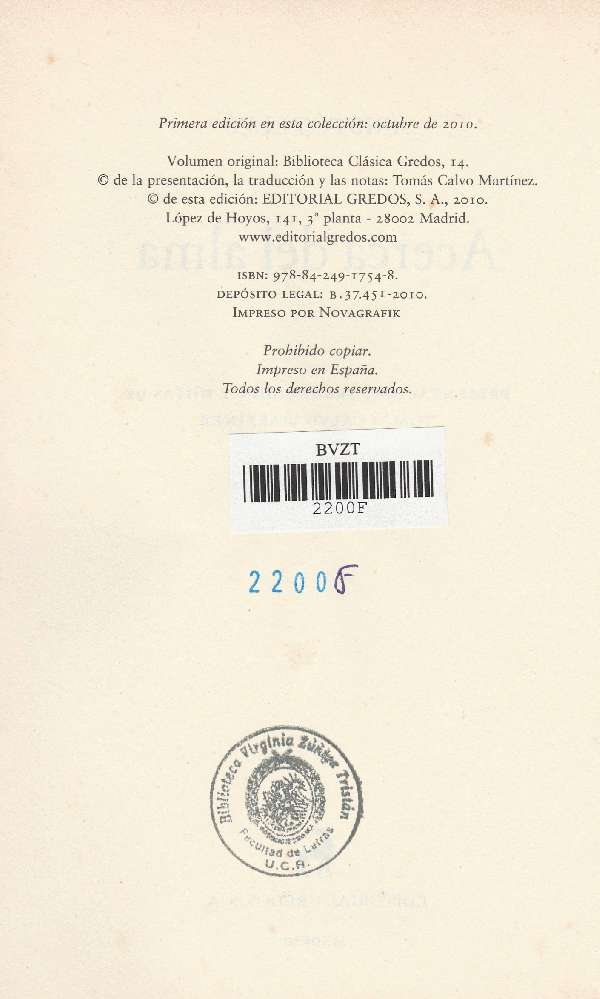 Primera edición en esta colección: octubre de 2010.
Volumen original: Biblioteca Clásica Gredos, 14.
© de la presentación, la traducción y las notas: Tomás Calvo Martínez.
© de esta edición: EDITORIAL GREDOS, S. A., 2010.
López de Hoyos, 141, 3ª planta - 28002 Madrid.
www.editorialgredos.com
ISBN: 978-84-249-1754-8.
DEPÓSITO LEGAL: B.37.451-2010.
IMPRESO POR NOVAGRAFIK
Prohibido copiar.
Impreso en España.
Todos los derechos reservados.
BVZT
2200F
2200F
Biblioteca Virginia Zúñiga Tristán
Facultad de Letras
U.C.R.